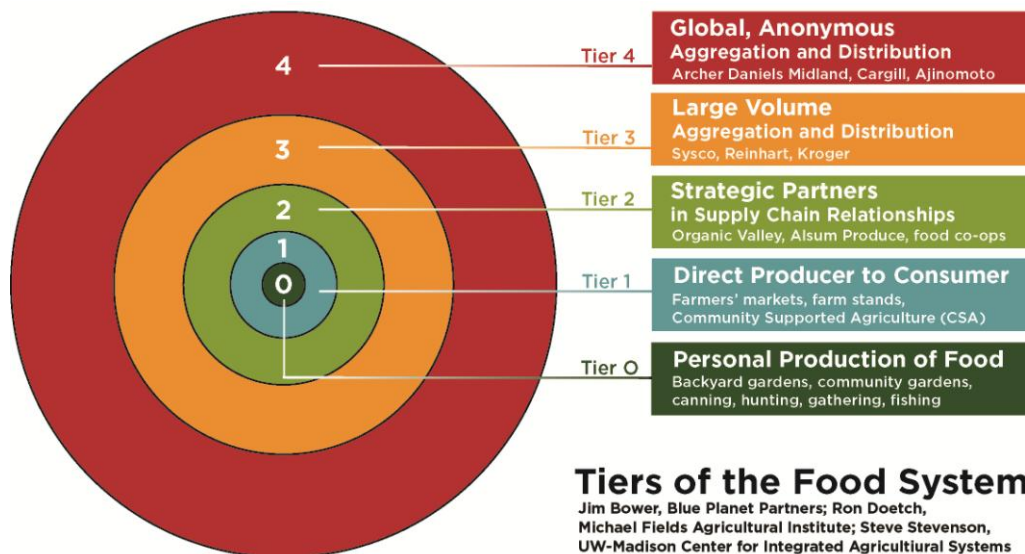 4
3
2
1
0
Tier 4
Global, Anonymous
Aggregation and Distribution
Archer Daniels Midland, Cargill, Ajinomoto
Tier 3
Large Volume
Aggregation and Distribution
Sysco, Reinhart, Kroger
Tier 2
Strategic Partners
in Supply Chain Relationships
Organic Valley, Alsum Produce, food co-ops
Tier 1
Direct Producer to Consumer
Farmers' markets, farm stands,
Community Supported Agriculture (CSA)
Tier 0
Personal Production of Food
Backyard gardens, community gardens,
canning, hunting, gathering, fishing
Tiers of the Food System
Jim Bower, Blue Planet Partners; Ron Doetch,
Michael Fields Agricultural Institute; Steve Stevenson,
UW-Madison Center for Integrated Agricultiural Systems